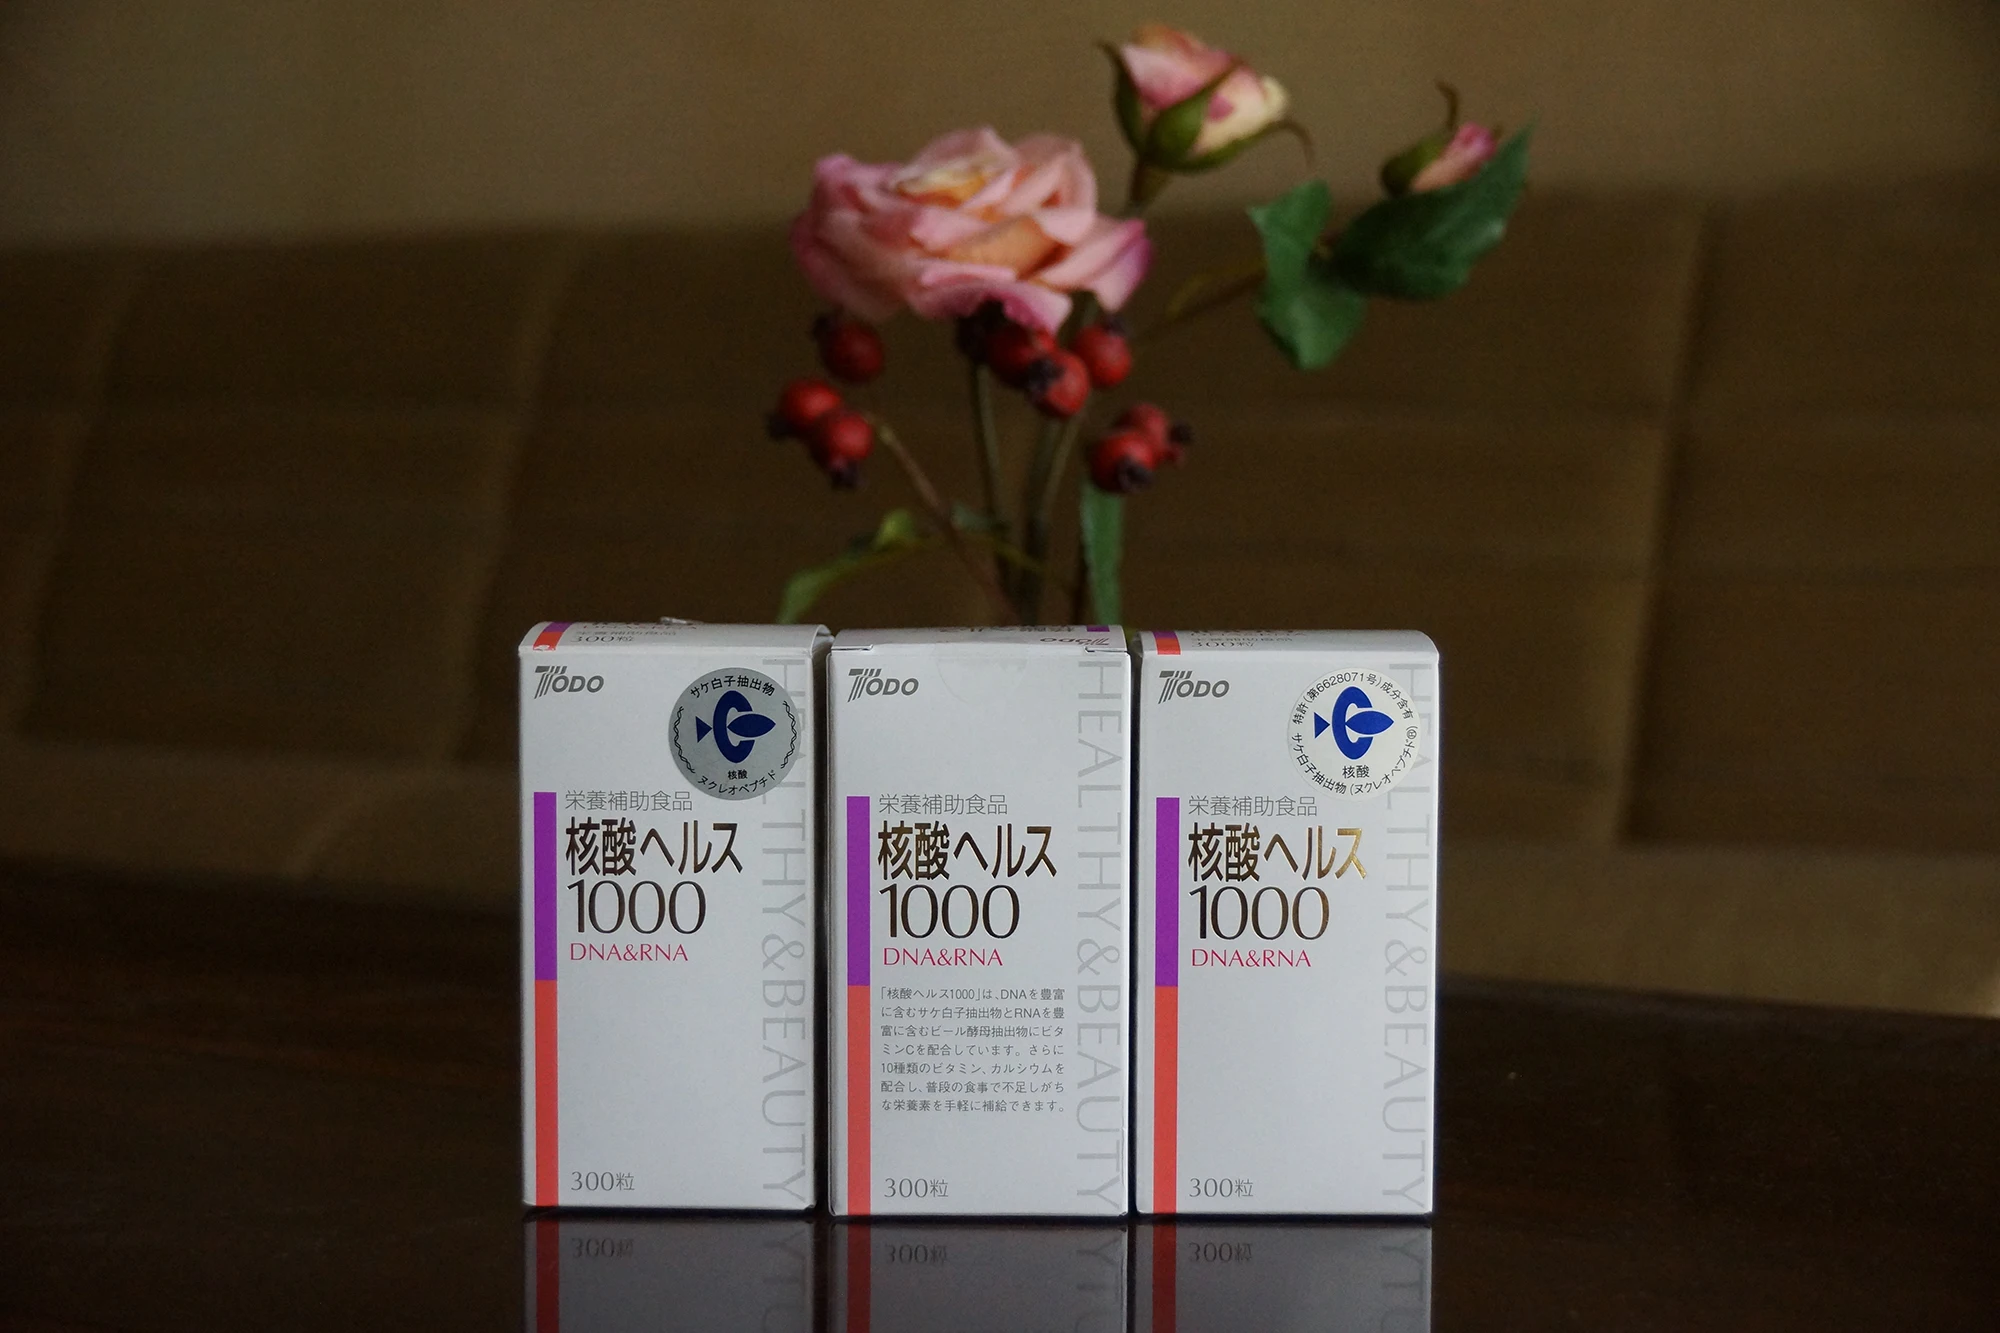 300粒
TODO
サケ白子抽出物
核酸
ヌクレオペプチド
栄養補助食品
核酸ヘルス
1000
DNA&RNA
300粒
HEALTHY&BEAUTY
TODO
TODO
栄養補助食品
核酸ヘルス
1000
DNA&RNA
「核酸ヘルス1000」は、DNAを豊富
に含むサケ白子抽出物とRNAを豊
富に含むビール酵母抽出物にビタ
ミンCを配合しています。さらに
10種類のビタミン、カルシウムを
配合し、普段の食事で不足しがち
な栄養素を手軽に補給できます。
300粒
HEALTHY&BEAUTY
300粒
TODO
特許(第6628071号)成分含有
サケ白子抽出物(ヌクレオペプチド®)
核酸
栄養補助食品
核酸ヘルス
1000
DNA&RNA
300粒
HEALTHY&BEAUTY